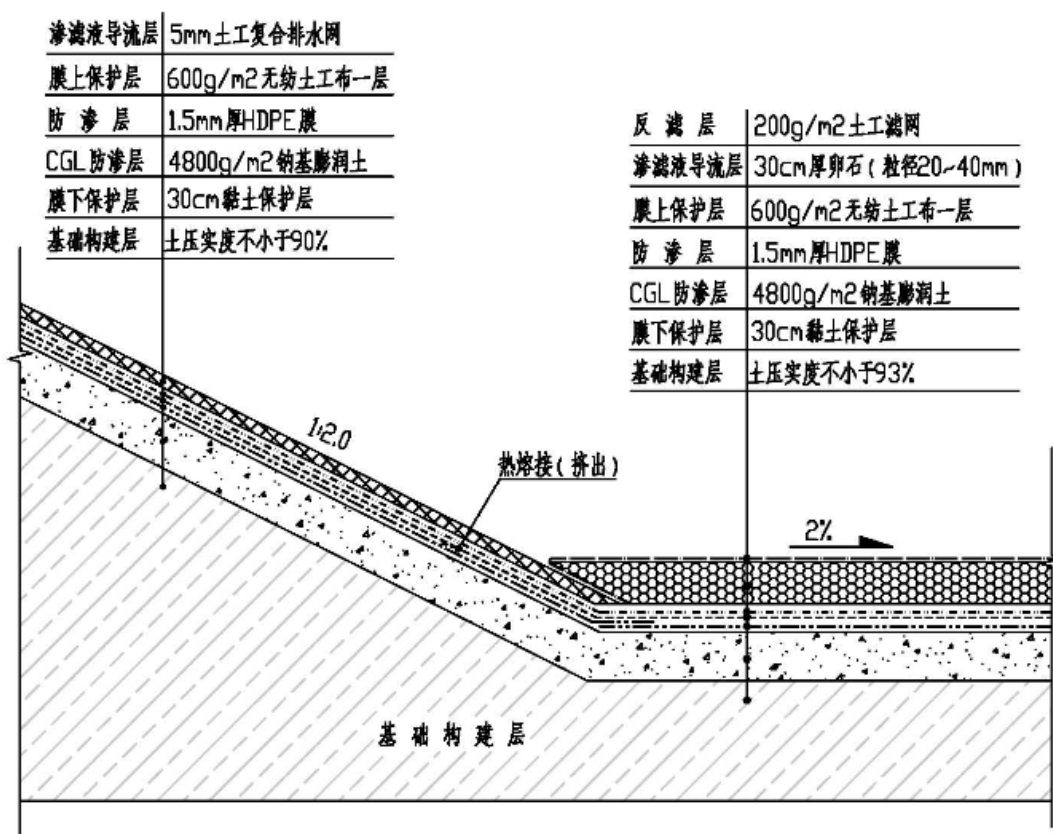 渗滤液导流层 5mm土工复合排水网
膜上保护层 600g/m2无纺土工布一层
防渗层 1.5mm厚HDPE膜
CGL防渗层 4800g/m2钠基膨润土
膜下保护层 30cm黏土保护层
基础构建层 土压实度不小于90%
反滤层 200g/m2土工滤网
渗滤液导流层 30cm厚卵石(粒径20~40mm)
膜上保护层 600g/m2无纺土工布一层
防渗层 1.5mm厚HDPE膜
CGL防渗层 4800g/m2钠基膨润土
膜下保护层 30cm黏土保护层
基础构建层 土压实度不小于93%
1:2.0
热熔接(挤出)
2%
基础构建层